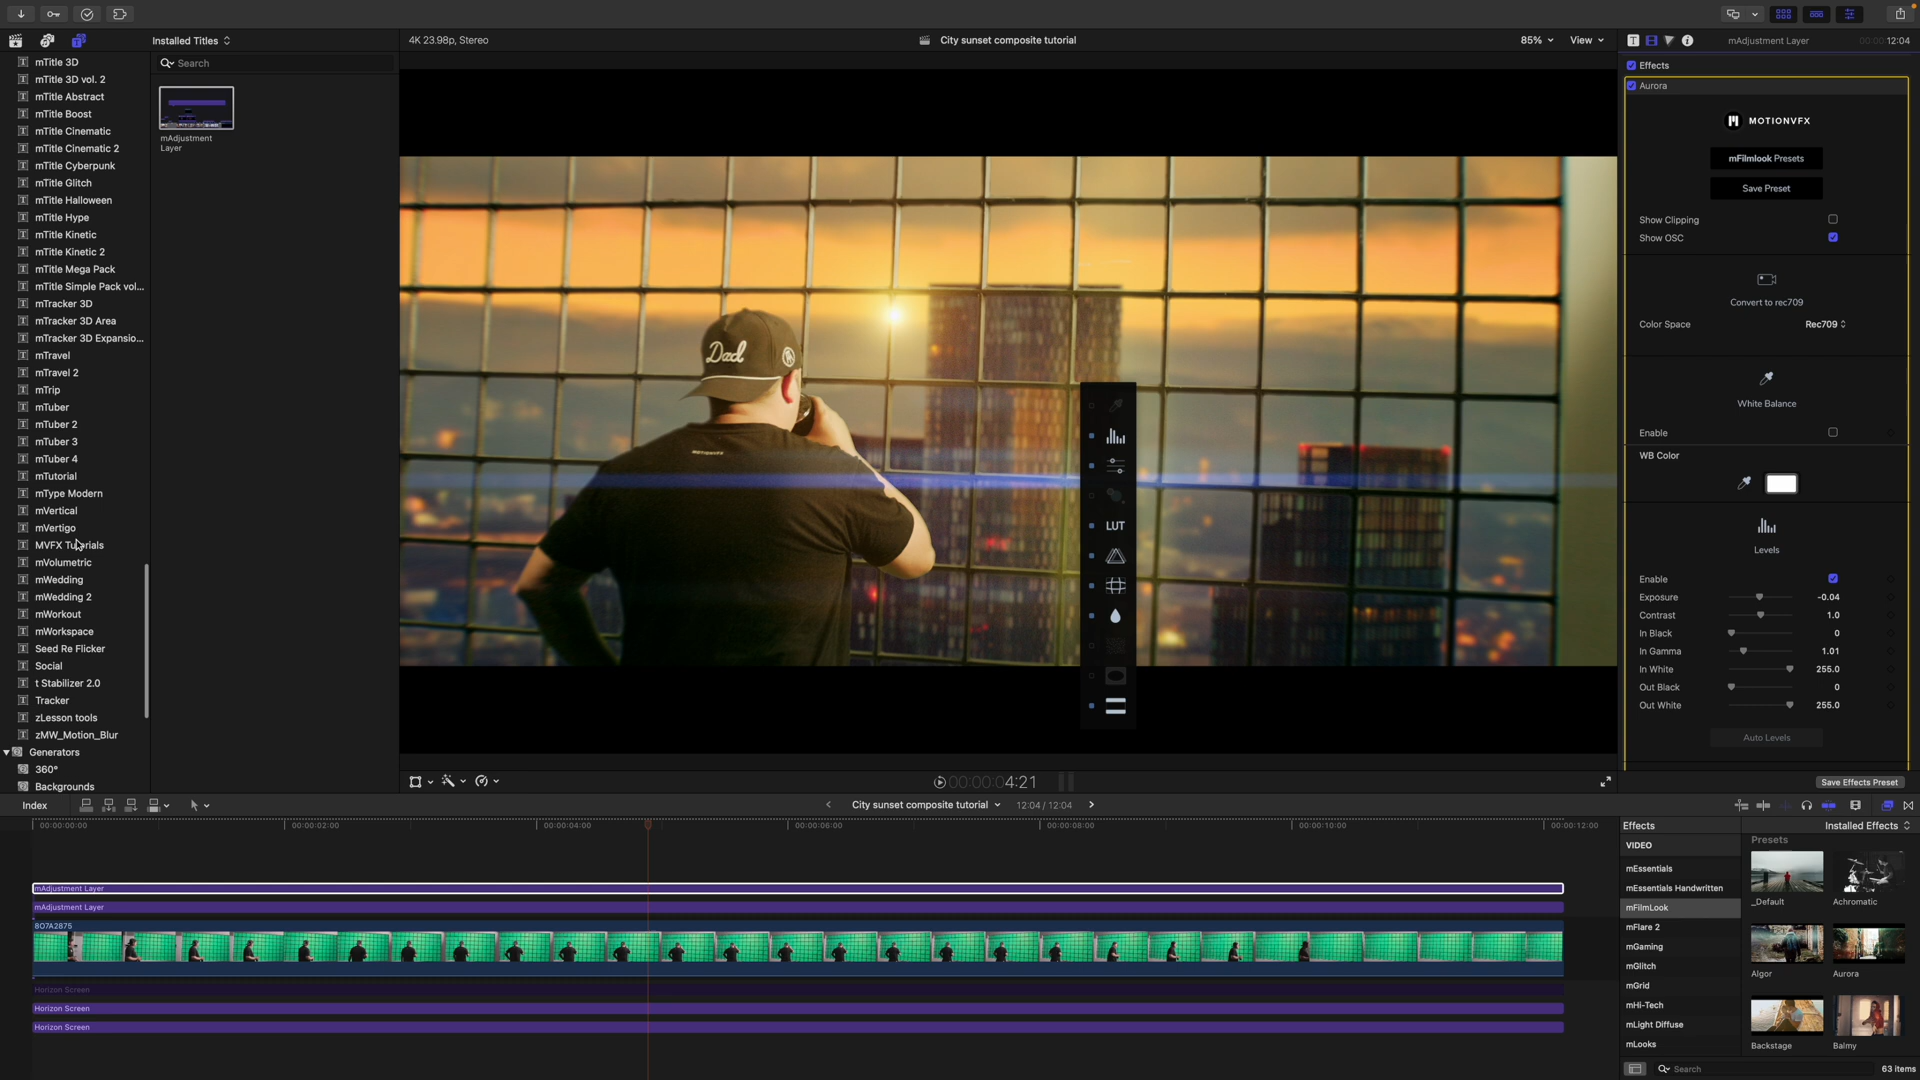 Installed Titles
4K 23.98p, Stereo
City sunset composite tutorial
85%
View
mAdjustment Layer
00:00:12:04
mTitle 3D
mTitle 3D vol. 2
mTitle Abstract
mTitle Boost
mTitle Cinematic
mTitle Cinematic 2
mTitle Cyberpunk
mTitle Glitch
mTitle Halloween
mTitle Hype
mTitle Kinetic
mTitle Kinetic 2
mTitle Mega Pack
mTitle Simple Pack vol...
mTracker 3D
mTracker 3D Area
mTracker 3D Expansio...
mTravel
mTravel 2
mTrip
mTuber
mTuber 2
mTuber 3
mTuber 4
mTutorial
mType Modern
mVertical
mVertigo
MVFX Tutorials
mVolumetric
mWedding
mWedding 2
mWorkout
mWorkspace
Seed Re Flicker
Social
t Stabilizer 2.0
Tracker
zLesson tools
zMW_Motion_Blur
Generators
360°
Backgrounds
Search
mAdjustment
Layer
Dad
MOTIONVFX
LUT
00:00:04:21
Effects
Aurora
MOTIONVFX
mFilmlook Presets
Save Preset
Show Clipping
Show OSC
Convert to rec709
Color Space Rec709
White Balance
Enable
WB Color
Levels
Enable
Exposure -0.04
Contrast 1.0
In Black 0
In Gamma 1.01
In White 255.0
Out Black 0
Out White 255.0
Auto Levels
Save Effects Preset
Index
City sunset composite tutorial
12:04 / 12:04
00:00:00:00
00:00:02:00
00:00:04:00
00:00:06:00
00:00:08:00
00:00:10:00
00:00:12:00
mAdjustment Layer
mAdjustment Layer
8O7A2875
Horizon Screen
Horizon Screen
Horizon Screen
Effects
Installed Effects
VIDEO
mEssentials
mEssentials Handwritten
mFilmLook
mFlare 2
mGaming
mGlitch
mGrid
mHi-Tech
mLight Diffuse
mLooks
Presets
_Default
Achromatic
Algor
Aurora
Backstage
Balmy
Search
63 items